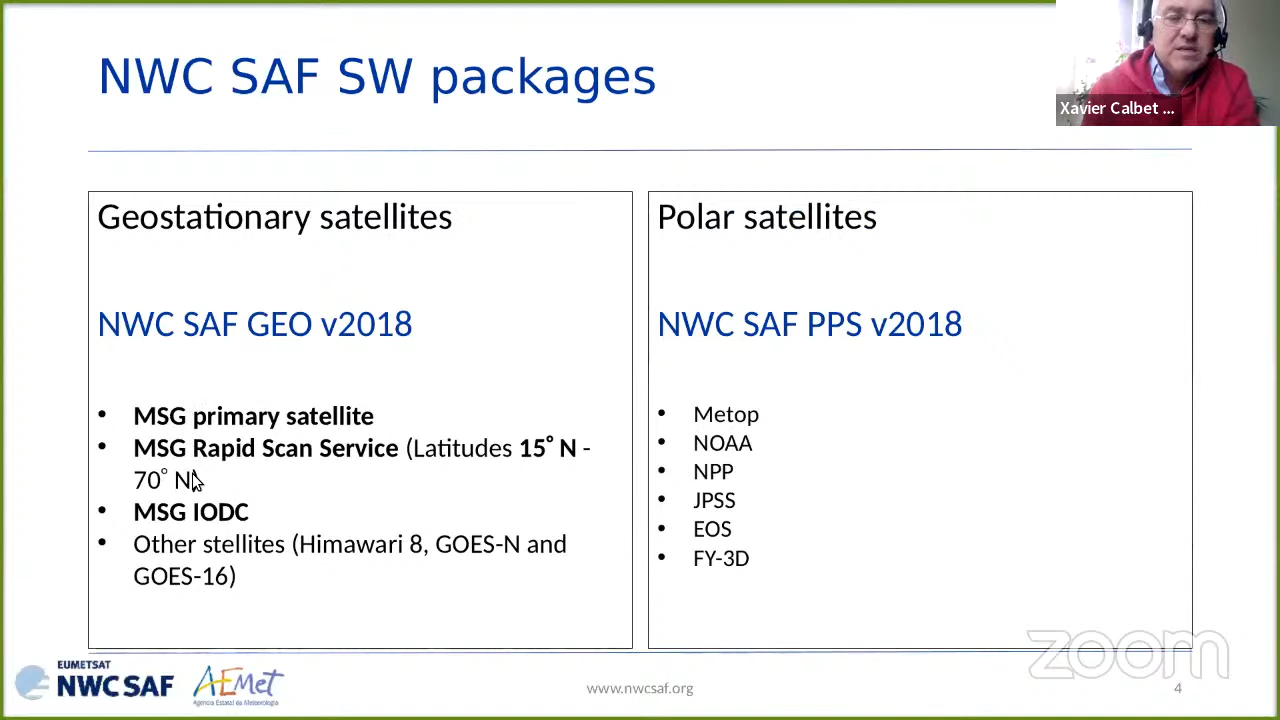 NWC SAF SW packages
Xavier Calbet ...
Geostationary satellites
NWC SAF GEO v2018
• MSG primary satellite
• MSG Rapid Scan Service (Latitudes 15° N -
70° N)
• MSG IODC
• Other stellites (Himawari 8, GOES-N and
GOES-16)
Polar satellites
NWC SAF PPS v2018
• Metop
• NOAA
• NPP
• JPSS
• EOS
• FY-3D
zoom
EUMETSAT
NWC SAF
AEMet
Agencia Estatal de Meteorología
www.nwcsaf.org
4